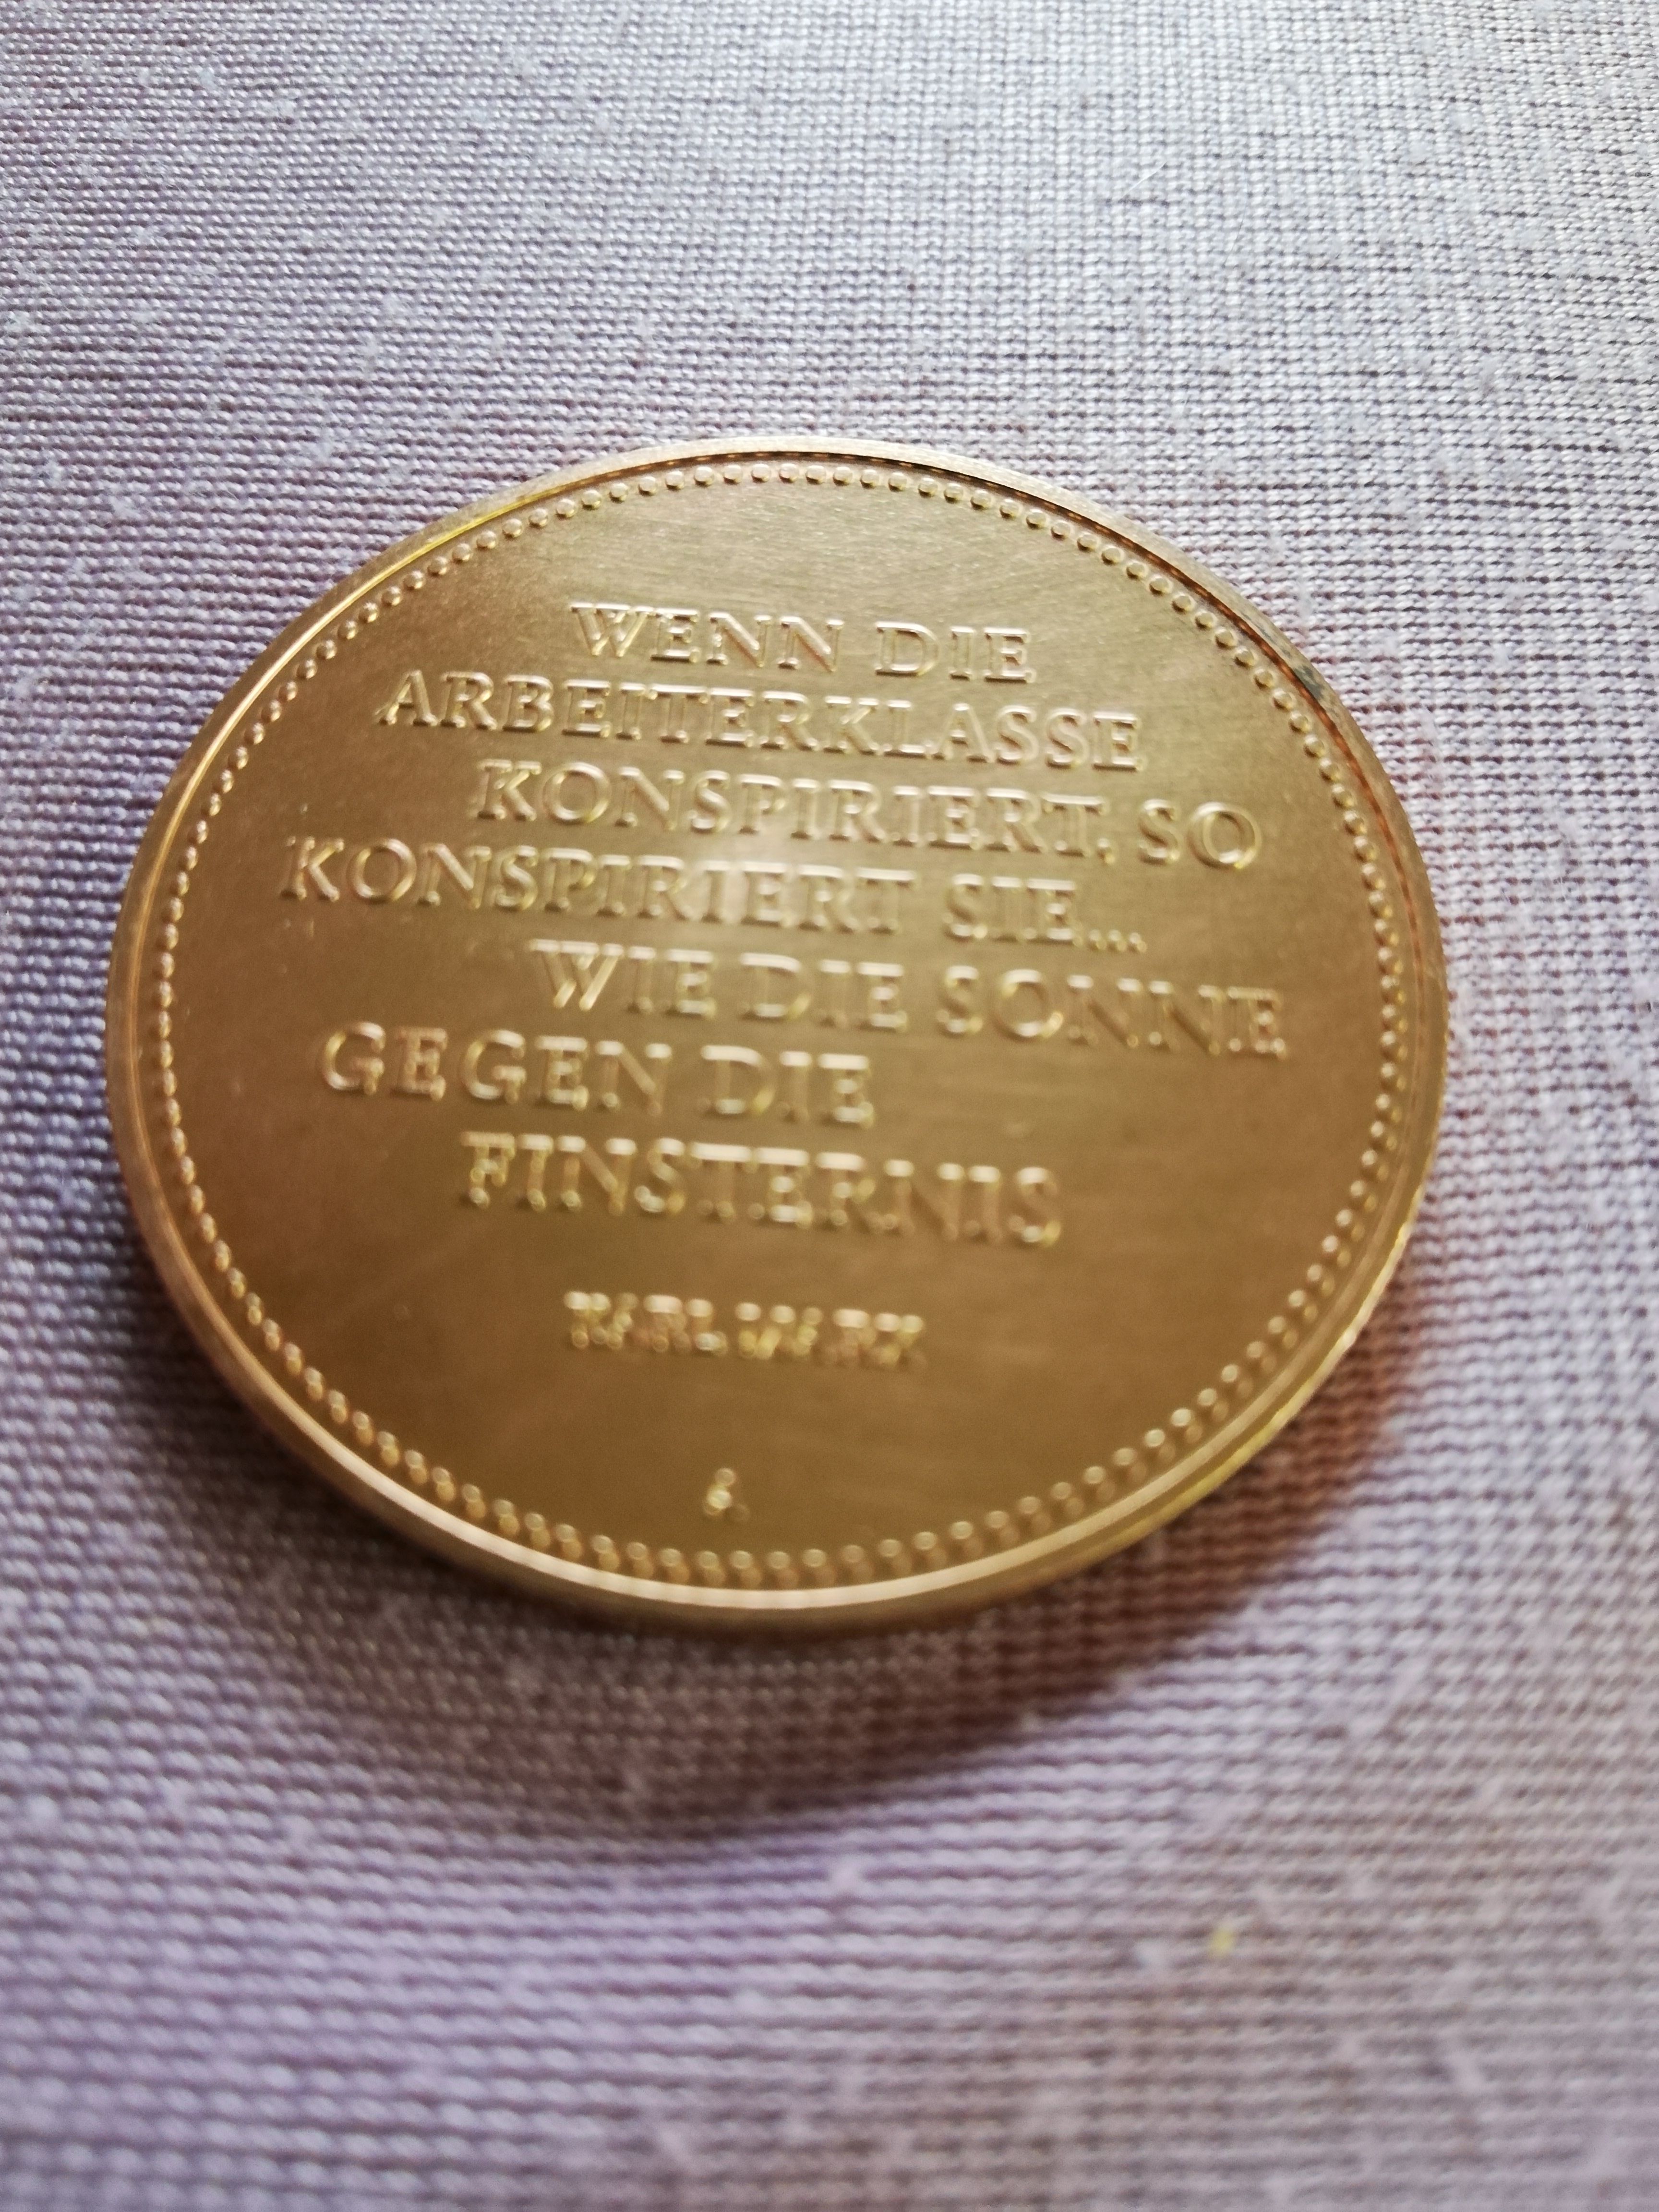 WENN DIE
ARBEITERKLASSE
KONSPIRIERT, SO
KONSPIRIERT SIE...
WIE DIE SONNE
GEGEN DIE
FINSTERNIS
KARL MARX